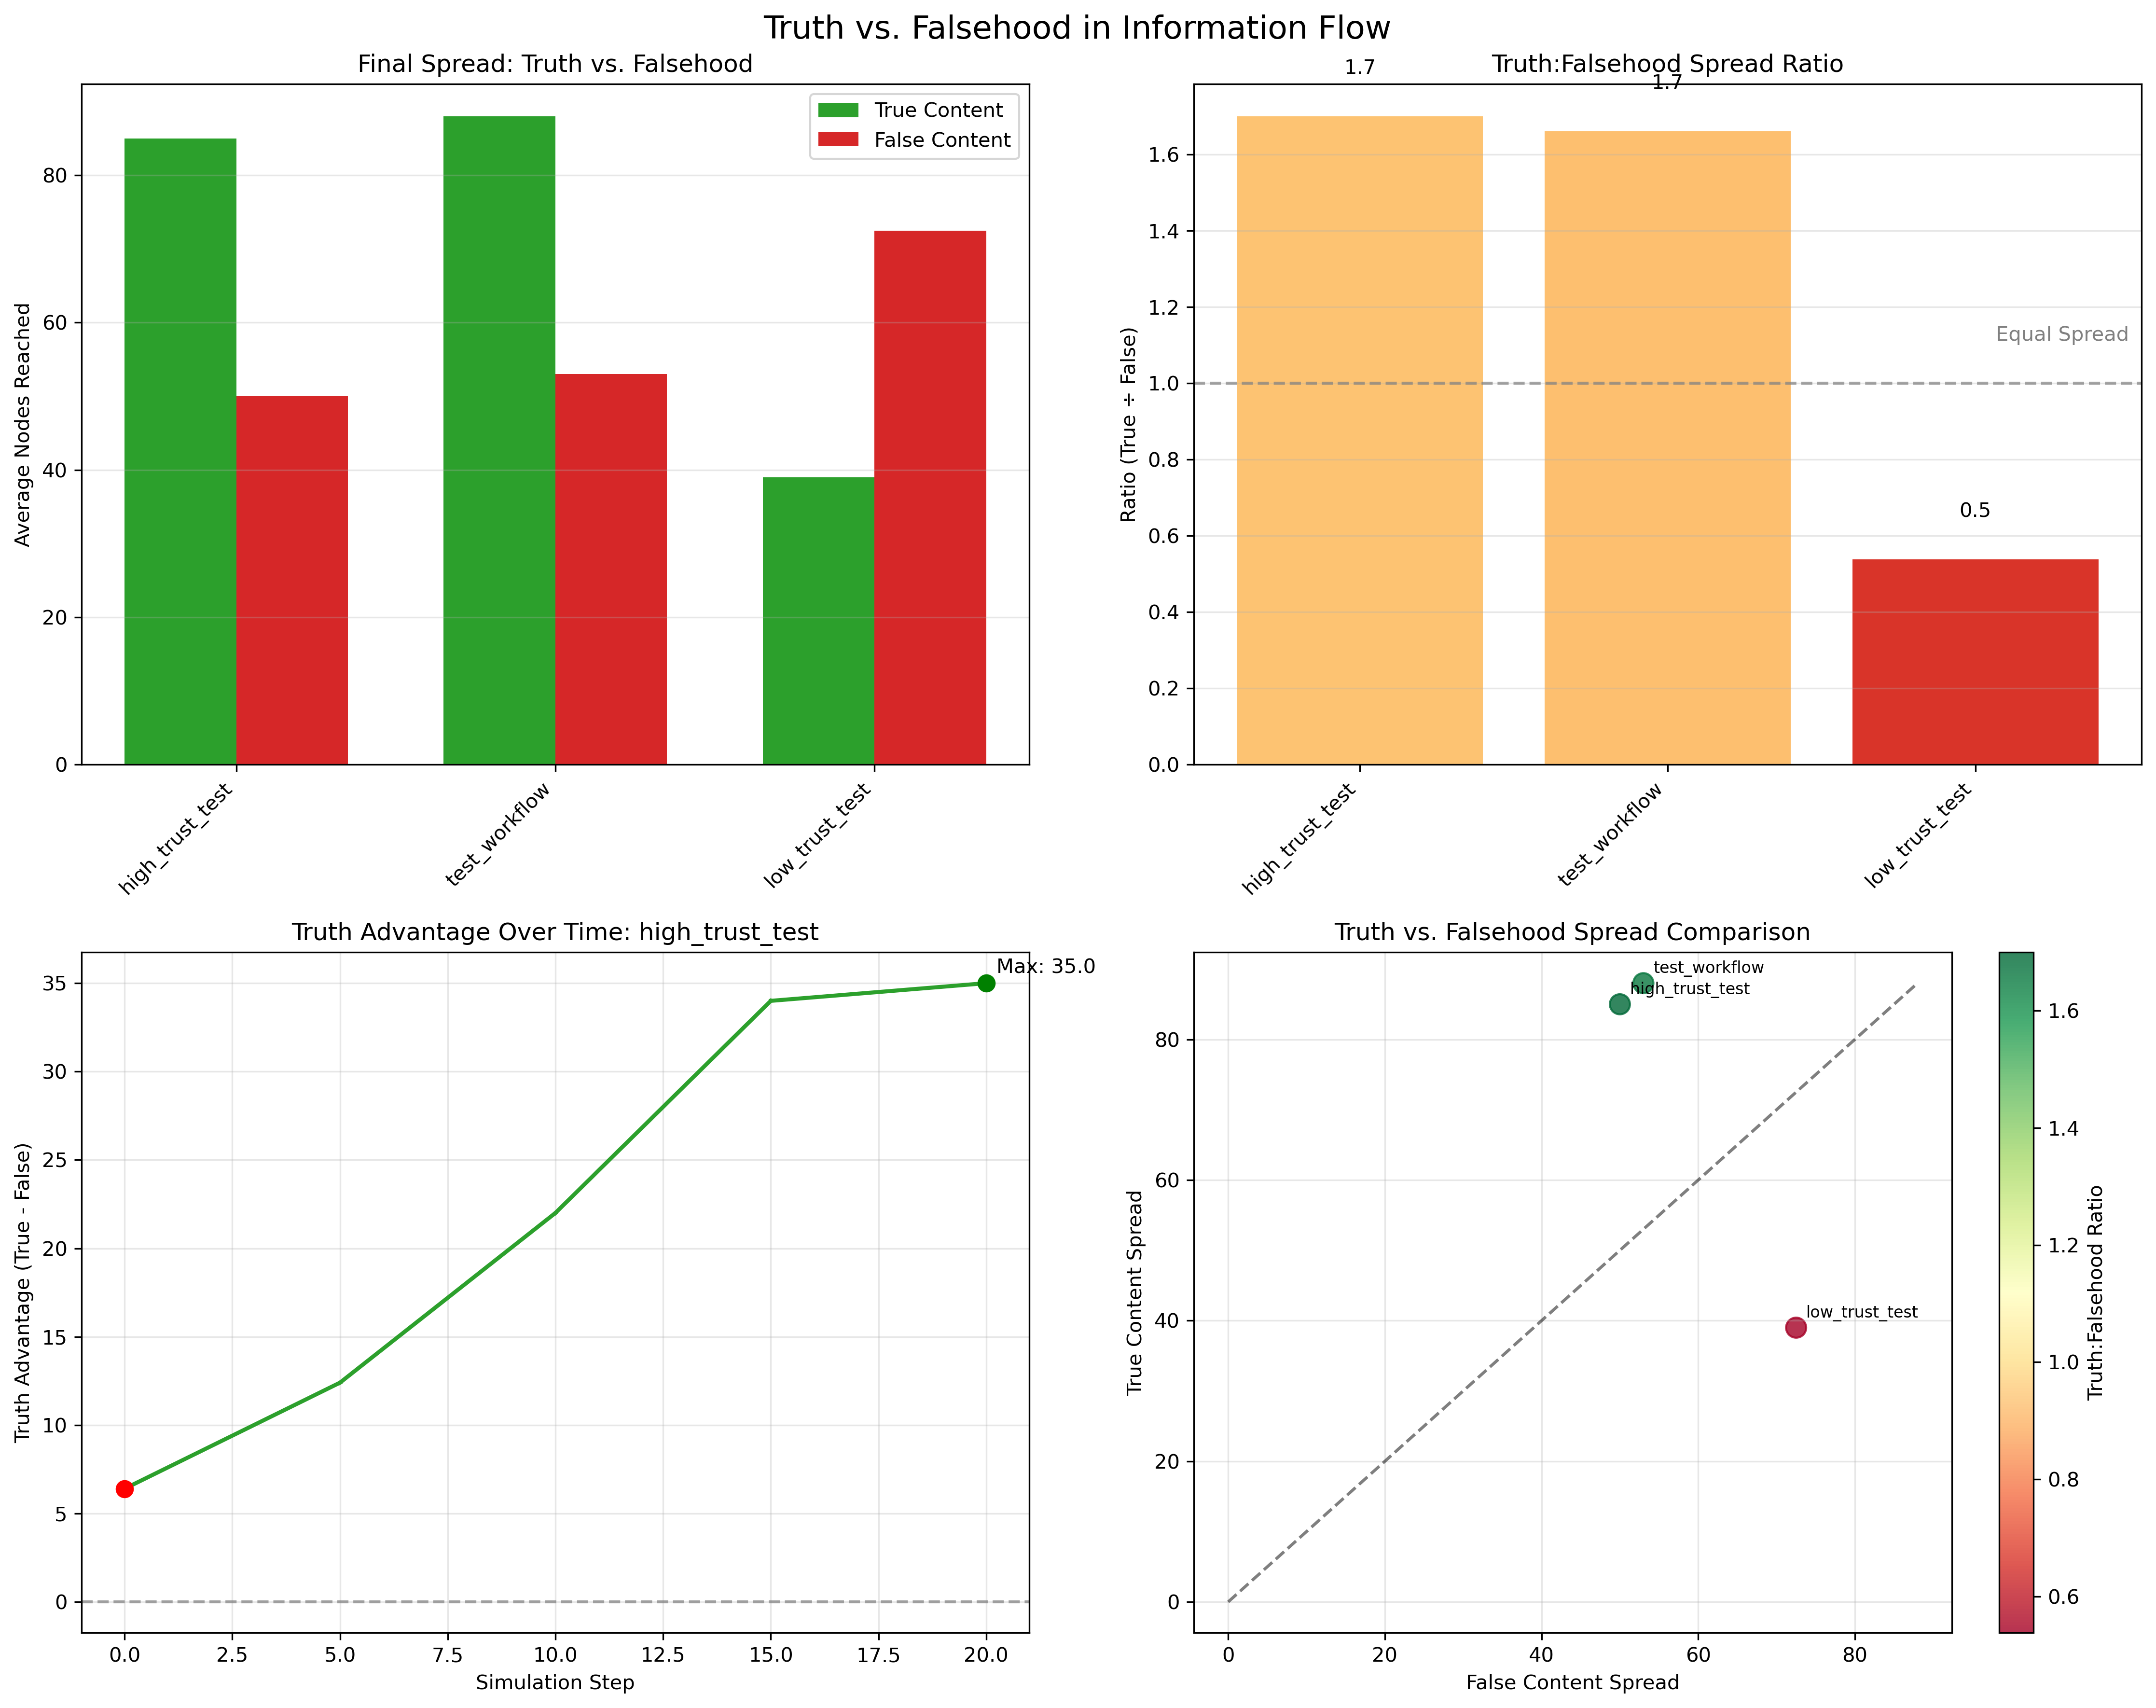 Truth vs. Falsehood in Information Flow
Final Spread: Truth vs. Falsehood
True Content
False Content
Average Nodes Reached
80
60
40
20
0
high_trust_test
test_workflow
low_trust_test
Truth:Falsehood Spread Ratio
1.7
1.7
0.5
Equal Spread
Ratio (True ÷ False)
1.6
1.4
1.2
1.0
0.8
0.6
0.4
0.2
0.0
high_trust_test
test_workflow
low_trust_test
Truth Advantage Over Time: high_trust_test
Max: 35.0
Truth Advantage (True - False)
35
30
25
20
15
10
5
0
0.0
2.5
5.0
7.5
10.0
12.5
15.0
17.5
20.0
Simulation Step
Truth vs. Falsehood Spread Comparison
test_workflow
high_trust_test
low_trust_test
True Content Spread
80
60
40
20
0
0
20
40
60
80
False Content Spread
1.6
1.4
1.2
1.0
0.8
0.6
Truth:Falsehood Ratio